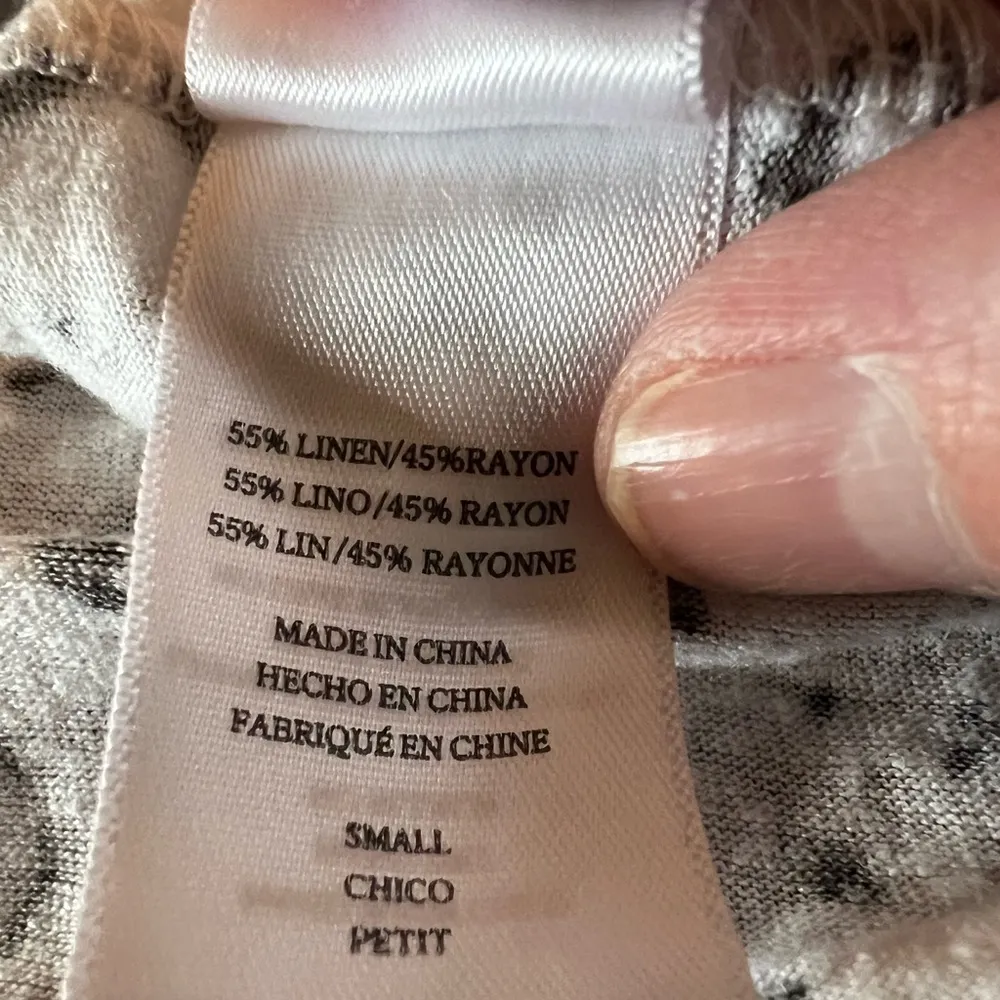 55% LINEN/45%RAYON
55% LINO/45% RAYON
55% LIN/45% RAYONNE
MADE IN CHINA
HECHO EN CHINA
FABRIQUÉ EN CHINE
SMALL
CHICO
PETIT